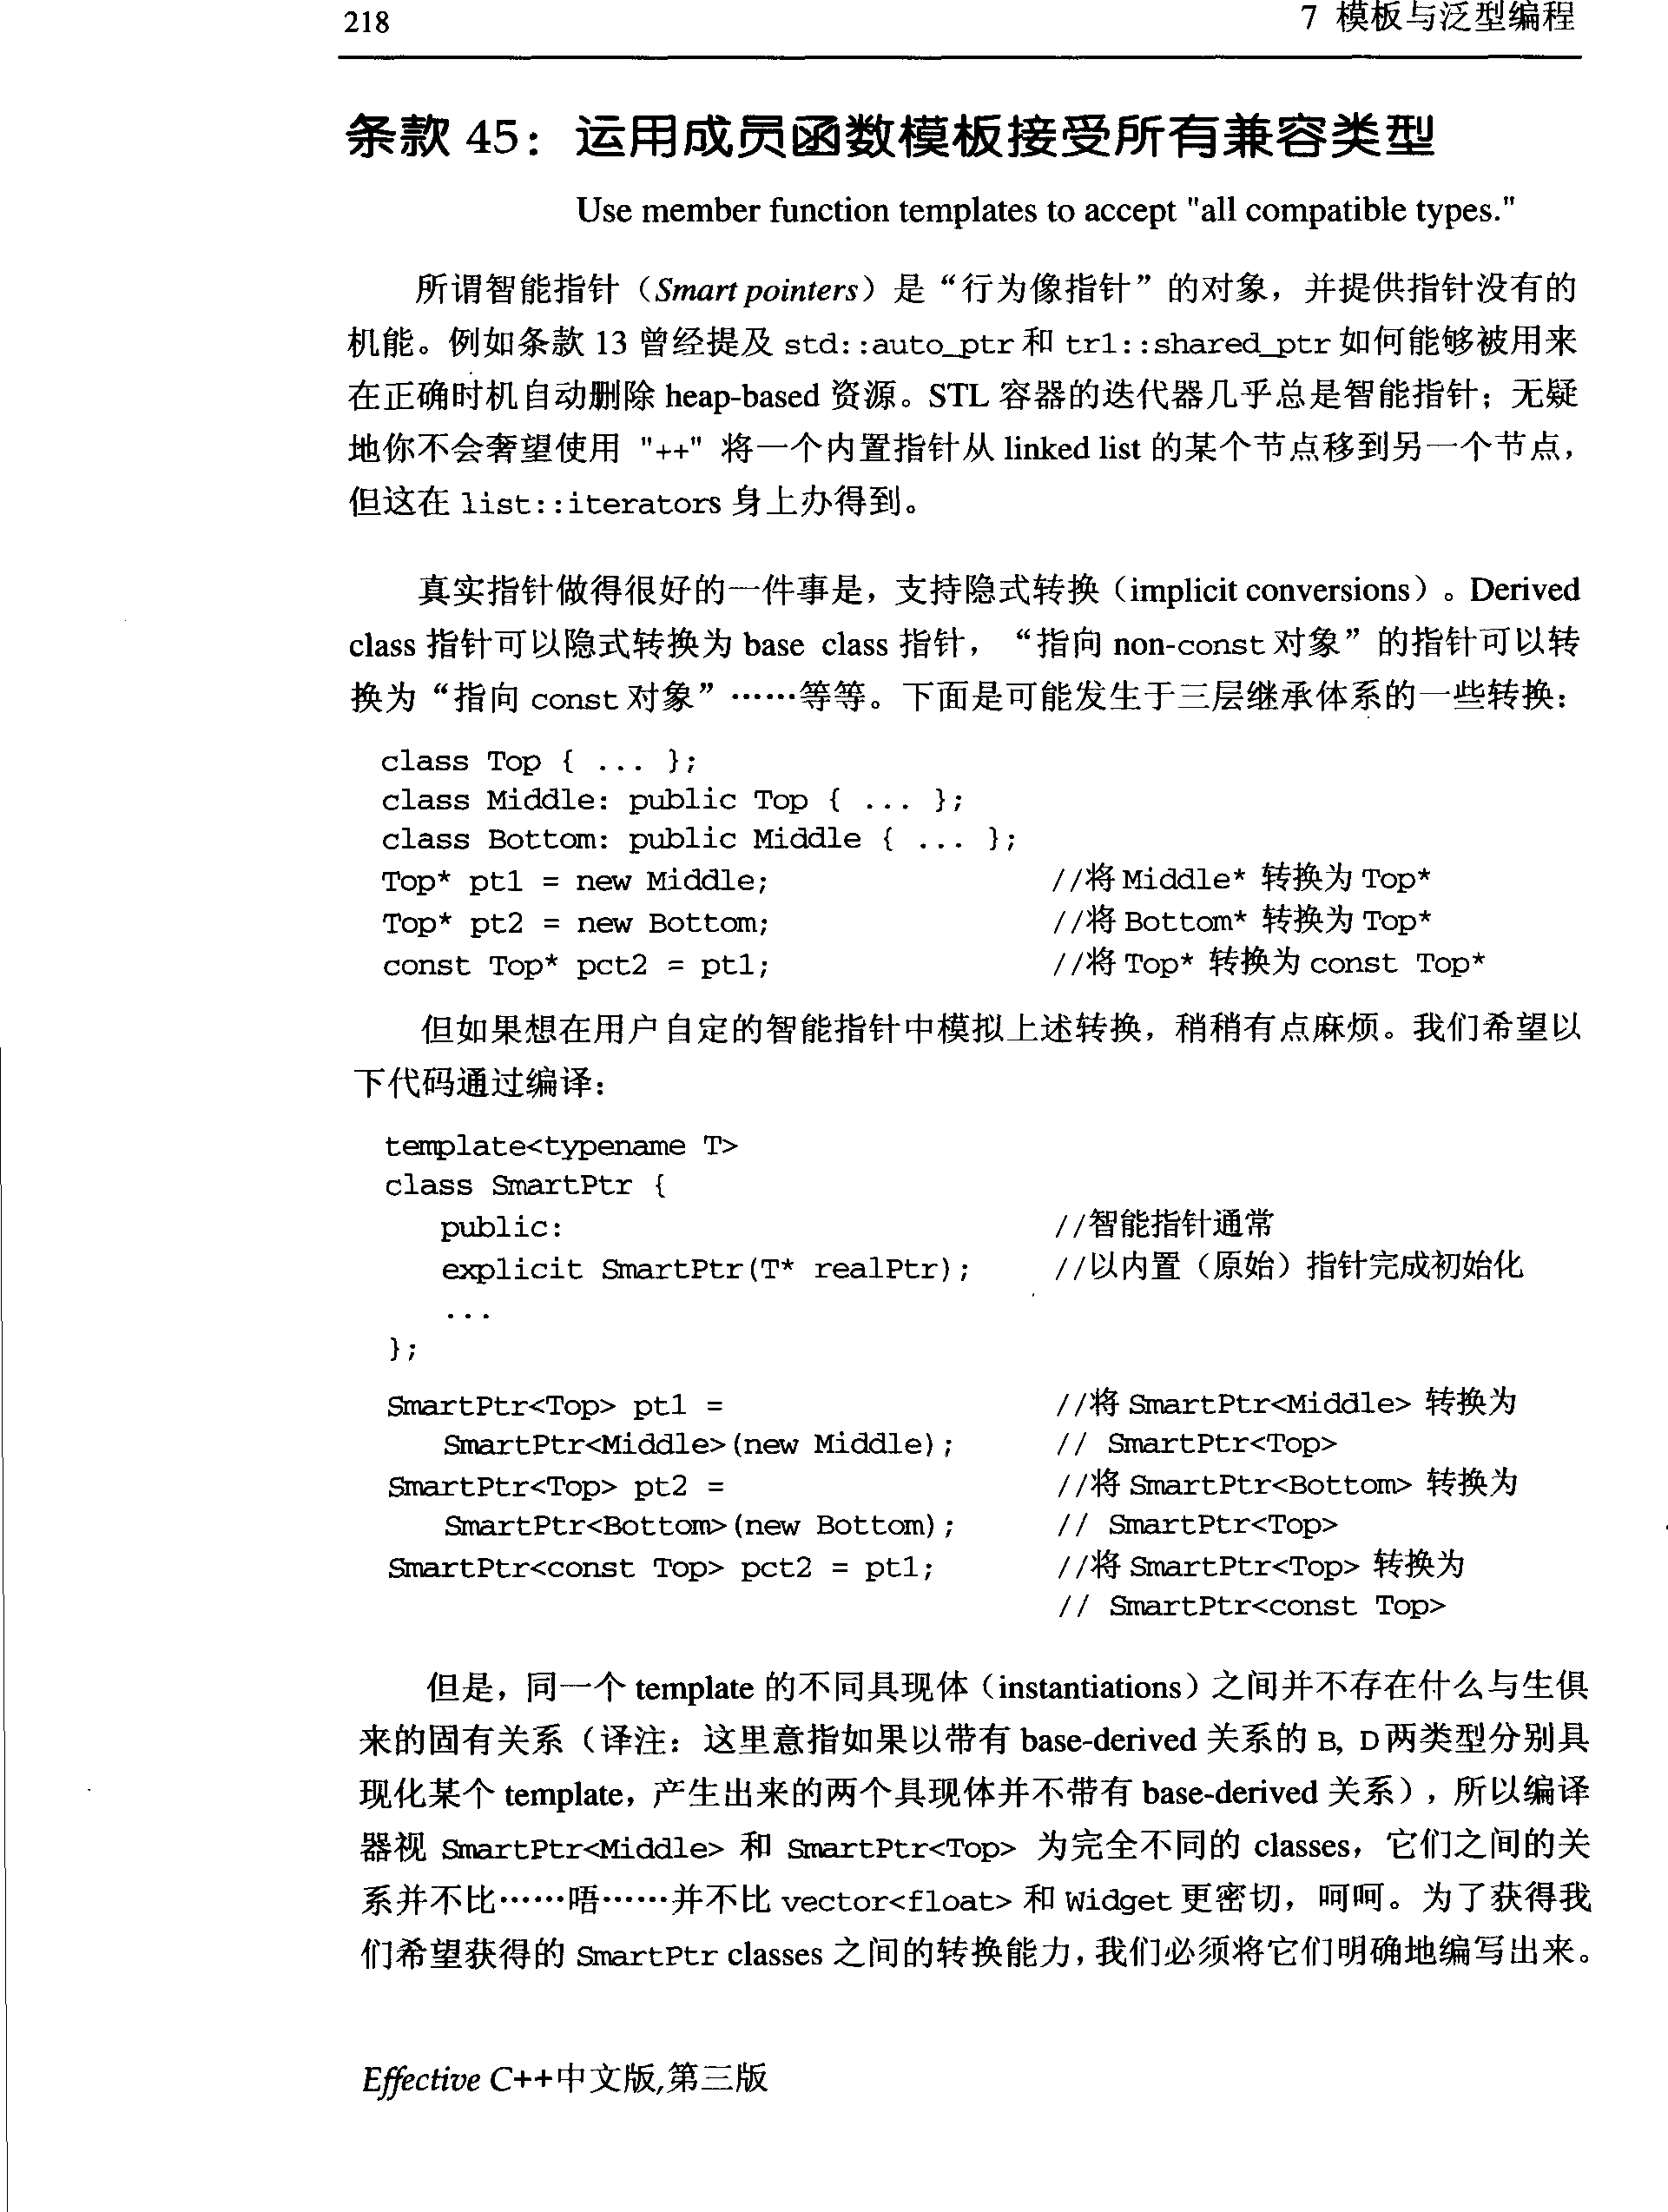 218
7 模板与泛型编程
条款 45：运用成员函数模板接受所有兼容类型
Use member function templates to accept "all compatible types."
所谓智能指针（Smart pointers）是“行为像指针”的对象，并提供指针没有的
机能。例如条款 13 曾经提及 std::auto_ptr 和 tr1::shared_ptr 如何能够被用来
在正确时机自动删除 heap-based 资源。STL 容器的迭代器几乎总是智能指针；无疑
地你不会奢望使用 "++" 将一个内置指针从 linked list 的某个节点移到另一个节点，
但这在 list::iterators 身上办得到。
真实指针做得很好的一件事是，支持隐式转换（implicit conversions）。Derived
class 指针可以隐式转换为 base class 指针，“指向 non-const 对象”的指针可以转
换为“指向 const 对象”……等等。下面是可能发生于三层继承体系的一些转换：
class Top { ... };
class Middle: public Top { ... };
class Bottom: public Middle { ... };
Top* pt1 = new Middle; //将 Middle* 转换为 Top*
Top* pt2 = new Bottom; //将 Bottom* 转换为 Top*
const Top* pct2 = pt1; //将 Top* 转换为 const Top*
但如果想在用户自定的智能指针中模拟上述转换，稍稍有点麻烦。我们希望以
下代码通过编译：
template<typename T>
class SmartPtr {
public: //智能指针通常
explicit SmartPtr(T* realPtr); //以内置（原始）指针完成初始化
...
};
SmartPtr<Top> pt1 = //将 SmartPtr<Middle> 转换为
SmartPtr<Middle>(new Middle); // SmartPtr<Top>
SmartPtr<Top> pt2 = //将 SmartPtr<Bottom> 转换为
SmartPtr<Bottom>(new Bottom); // SmartPtr<Top>
SmartPtr<const Top> pct2 = pt1; //将 SmartPtr<Top> 转换为
// SmartPtr<const Top>
但是，同一个 template 的不同具现体（instantiations）之间并不存在什么与生俱
来的固有关系（译注：这里意指如果以带有 base-derived 关系的 B, D 两类型分别具
现化某个 template，产生出来的两个具现体并不带有 base-derived 关系），所以编译
器视 SmartPtr<Middle> 和 SmartPtr<Top> 为完全不同的 classes，它们之间的关
系并不比……唔……并不比 vector<float> 和 Widget 更密切，呵呵。为了获得我
们希望获得的 SmartPtr classes 之间的转换能力，我们必须将它们明确地编写出来。
Effective C++中文版,第三版